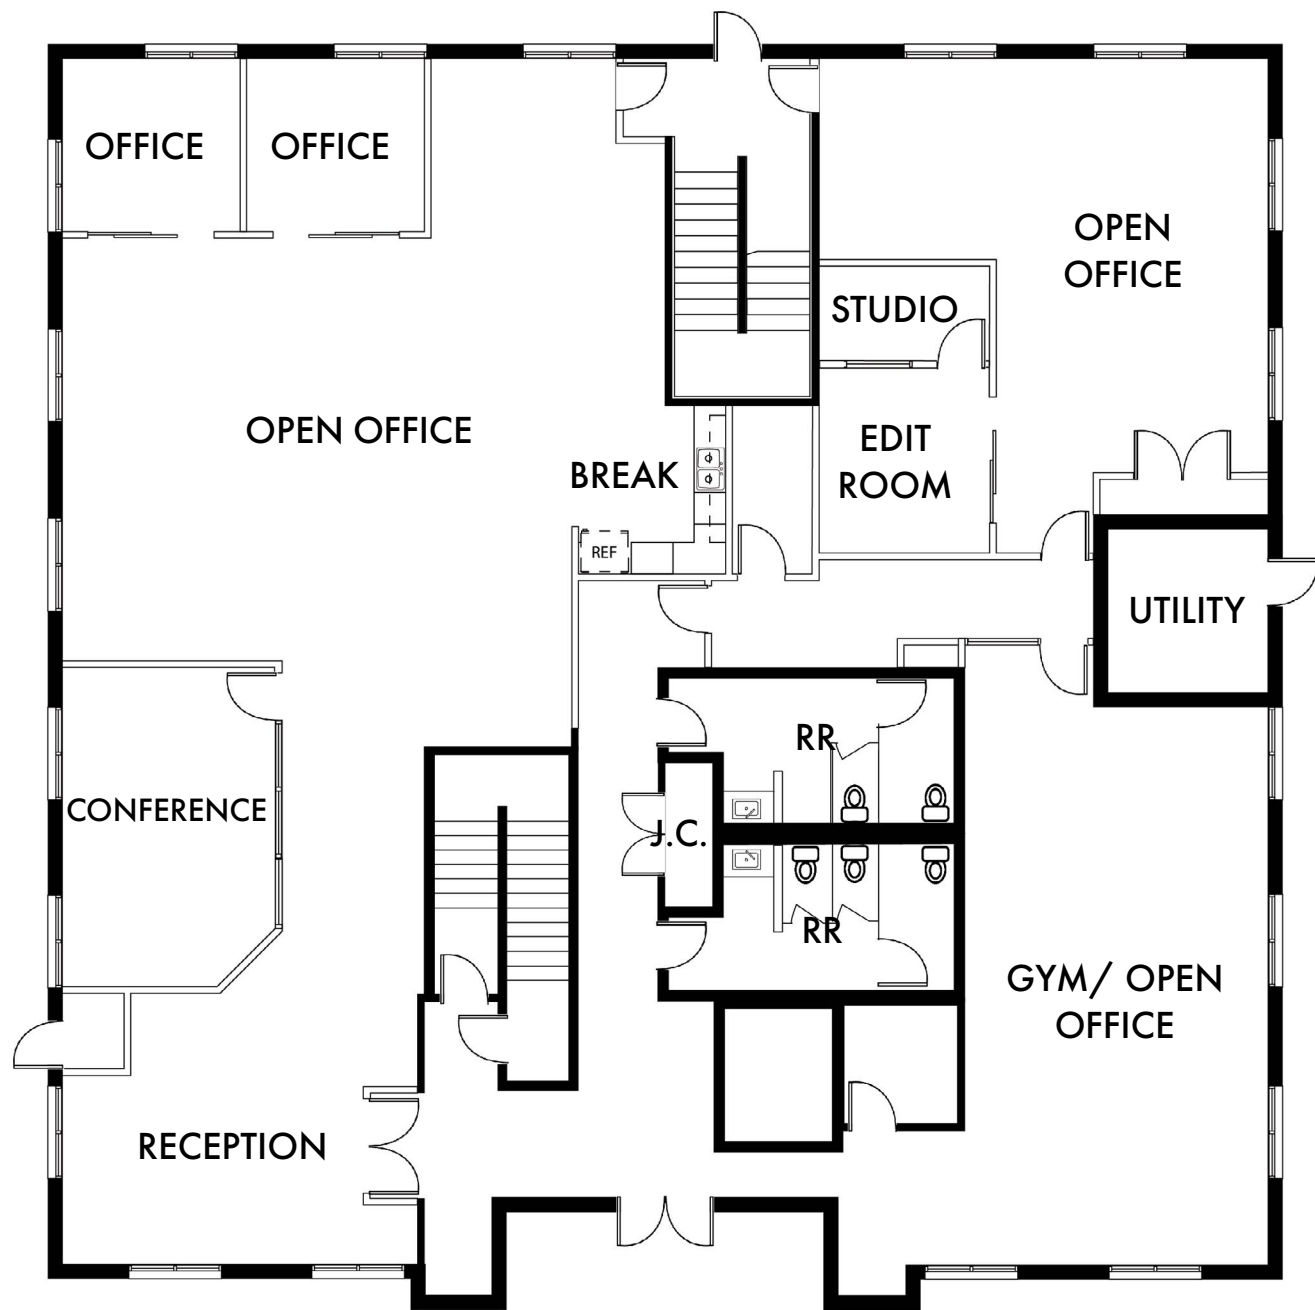 OFFICE
OFFICE
OPEN
OFFICE
STUDIO
OPEN OFFICE
EDIT
ROOM
BREAK
REF
UTILITY
RR
CONFERENCE
J.C.
RR
GYM/ OPEN
OFFICE
RECEPTION